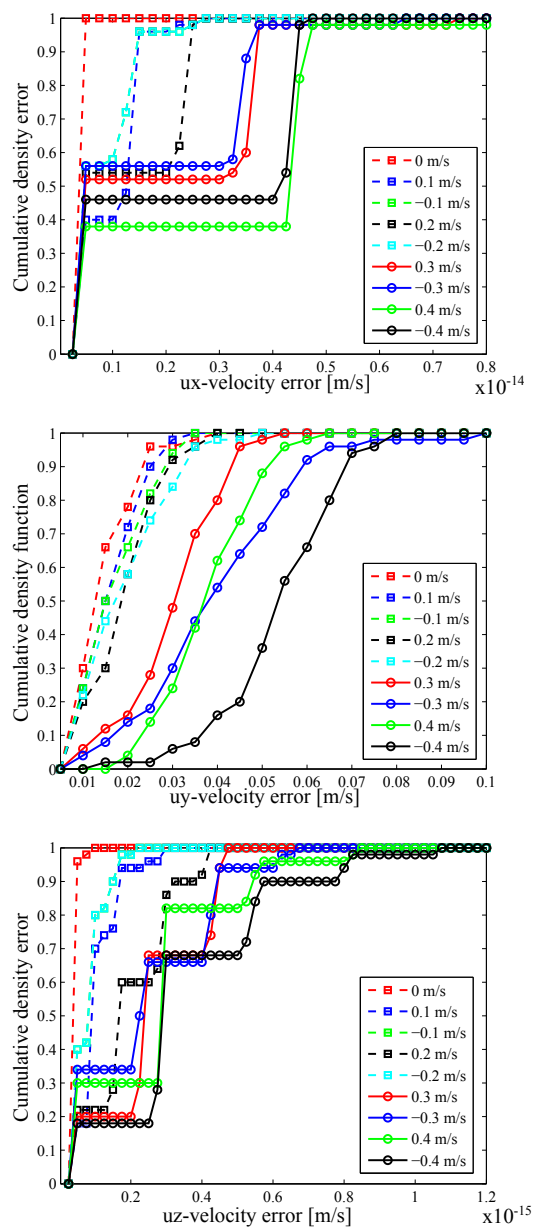 1
0.9
0.8
0.7
0.6
0.5
0.4
0.3
0.2
0.1
0
Cumulative density error
0 m/s
0.1 m/s
−0.1 m/s
0.2 m/s
−0.2 m/s
0.3 m/s
−0.3 m/s
0.4 m/s
−0.4 m/s
0.1 0.2 0.3 0.4 0.5 0.6 0.7 0.8
ux-velocity error [m/s]
x10⁻¹⁴
1
0.9
0.8
0.7
0.6
0.5
0.4
0.3
0.2
0.1
0
Cumulative density function
0 m/s
0.1 m/s
−0.1 m/s
0.2 m/s
−0.2 m/s
0.3 m/s
−0.3 m/s
0.4 m/s
−0.4 m/s
0.01 0.02 0.03 0.04 0.05 0.06 0.07 0.08 0.09 0.1
uy-velocity error [m/s]
1
0.9
0.8
0.7
0.6
0.5
0.4
0.3
0.2
0.1
0
Cumulative density error
0 m/s
0.1 m/s
−0.1 m/s
0.2 m/s
−0.2 m/s
0.3 m/s
−0.3 m/s
0.4 m/s
−0.4 m/s
0.2 0.4 0.6 0.8 1 1.2
uz-velocity error [m/s]
x10⁻¹⁵